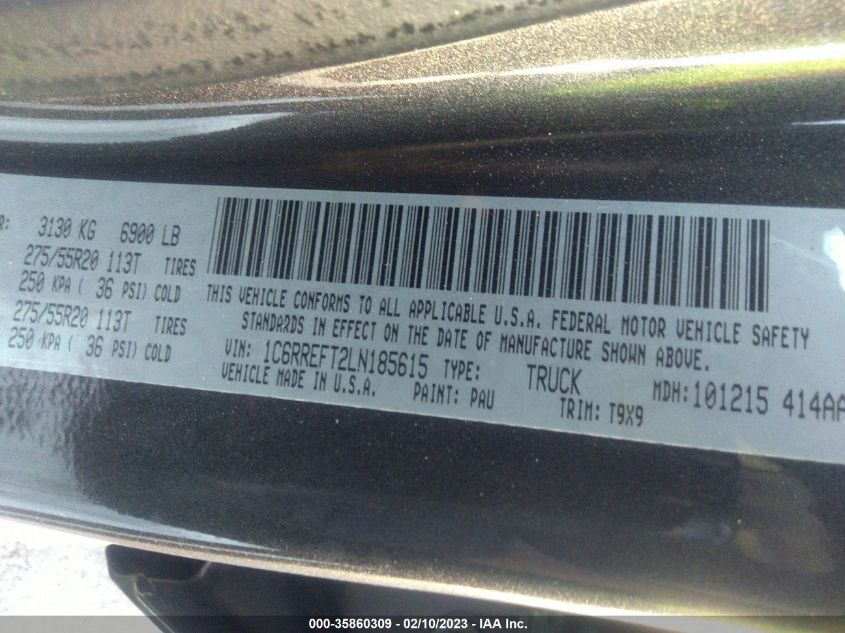 R: 3130 KG 6900 LB
275/55R20 113T TIRES
250 KPA ( 36 PSI) COLD
275/55R20 113T TIRES
250 KPA ( 36 PSI) COLD
THIS VEHICLE CONFORMS TO ALL APPLICABLE U.S.A. FEDERAL MOTOR VEHICLE SAFETY
STANDARDS IN EFFECT ON THE DATE OF MANUFACTURE SHOWN ABOVE.
VIN: 1C6RREFT2LN185615 TYPE: TRUCK MDH:101215 414AA
VEHICLE MADE IN U.S.A. PAINT: PAU TRIM: T9X9
000-35860309 - 02/10/2023 - IAA Inc.